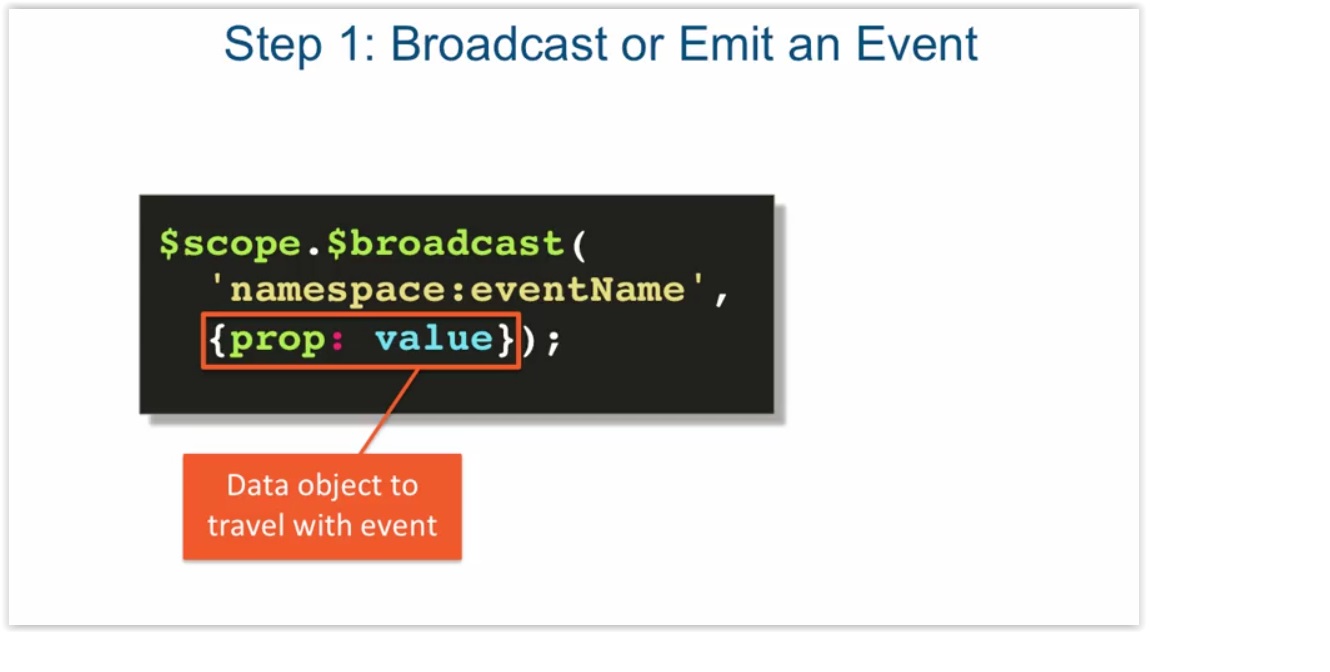 Step 1: Broadcast or Emit an Event
$scope.$broadcast(
'namespace:eventName',
{prop: value});
Data object to
travel with event